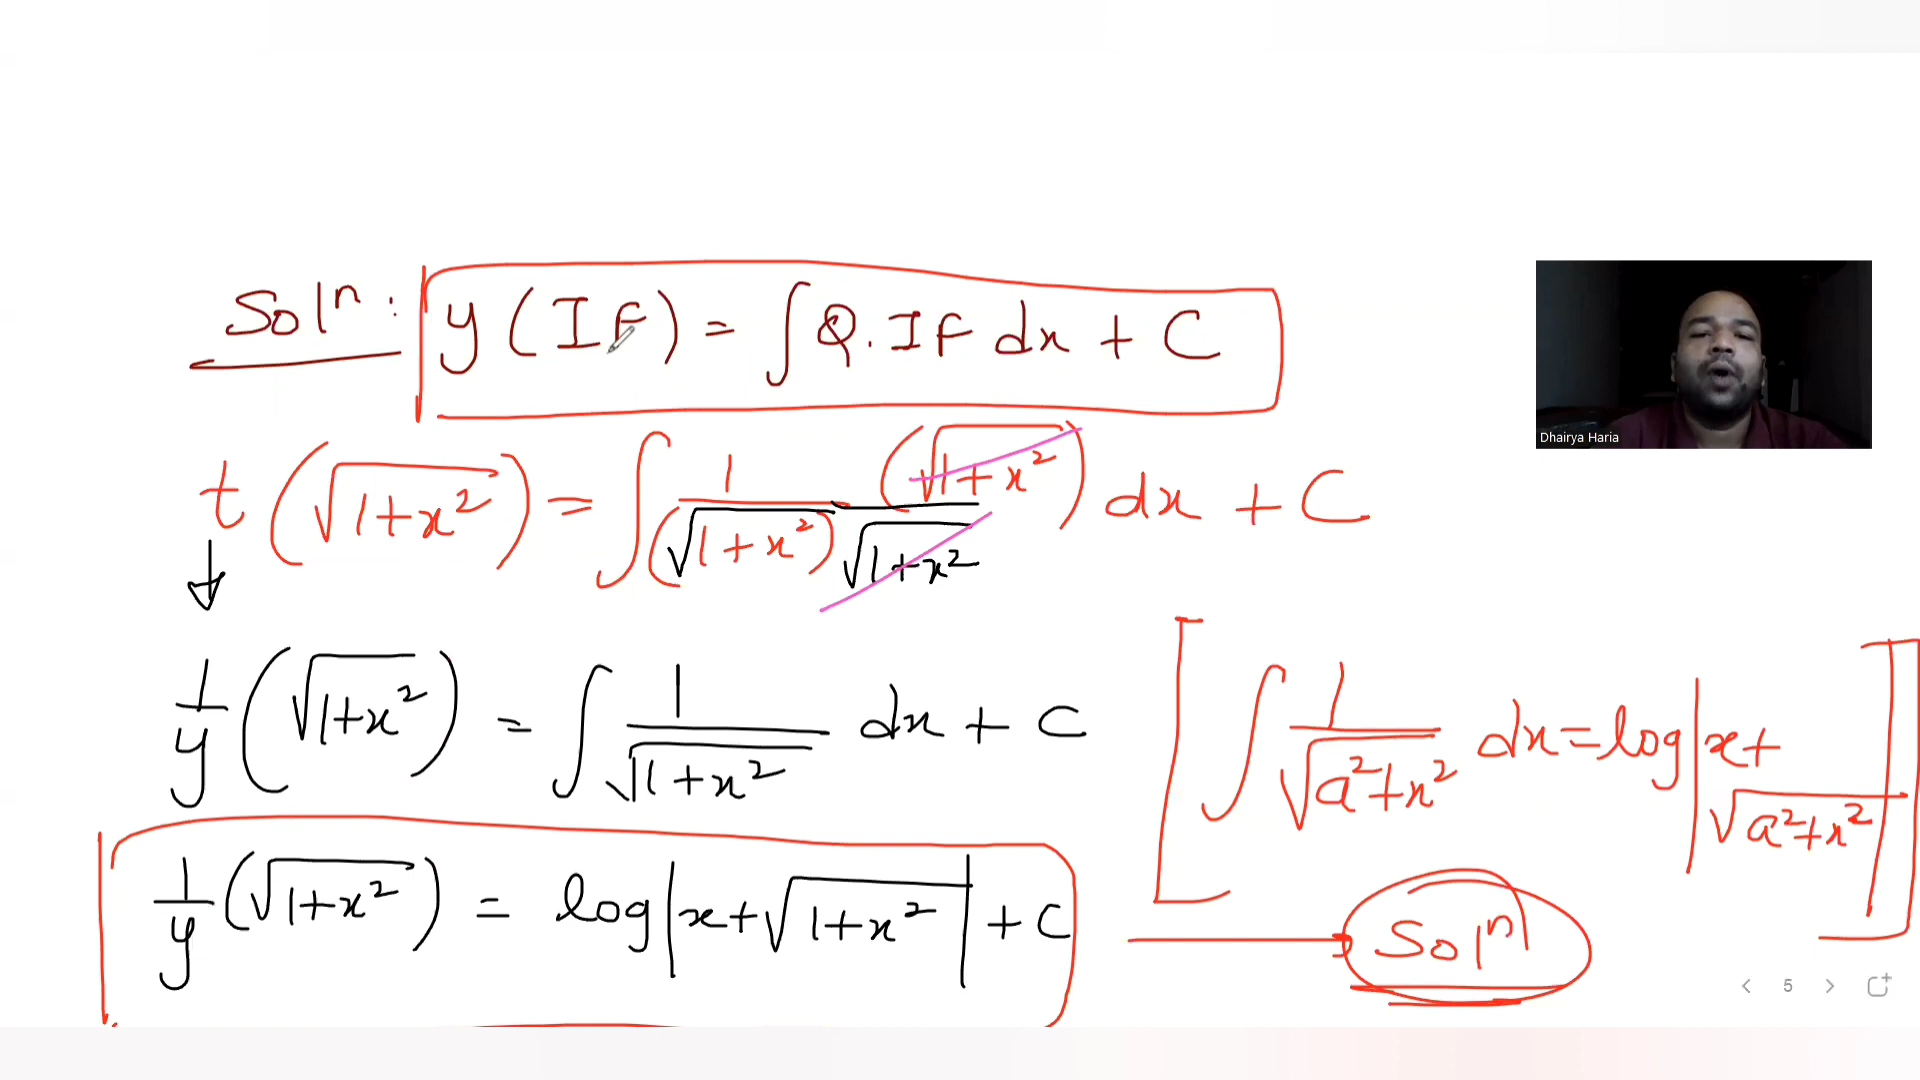 Solⁿ: y (IF) = ∫ Q. IF dx + C
t (√(1+x²)) = ∫ 1/(√(1+x²)) (√(1+x²))/√(1+x²) dx + C
1/y (√(1+x²)) = ∫ 1/√(1+x²) dx + C
[∫ 1/√(a²+x²) dx = log|x+√(a²+x²)|]
1/y (√(1+x²)) = log|x+√(1+x²)| + C
Solⁿ
Dhairya Haria
5